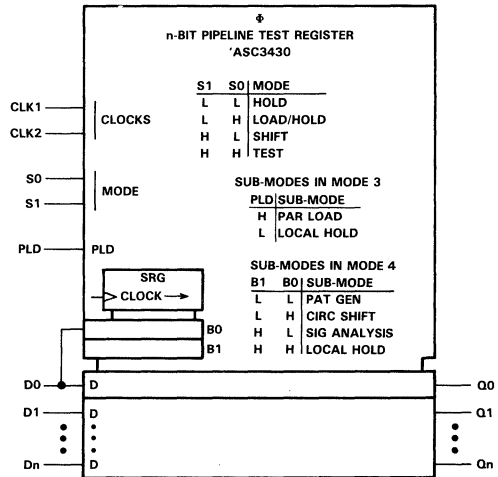 Φ
n-BIT PIPELINE TEST REGISTER
'ASC3430
S1 S0 MODE
L L HOLD
L H LOAD/HOLD
H L SHIFT
H H TEST
CLK1
CLK2
CLOCKS
S0
S1
MODE
SUB-MODES IN MODE 3
PLD SUB-MODE
H PAR LOAD
L LOCAL HOLD
PLD PLD
SRG
CLOCK
B0
B1
SUB-MODES IN MODE 4
B1 B0 SUB-MODE
L L PAT GEN
L H CIRC SHIFT
H L SIG ANALYSIS
H H LOCAL HOLD
D0 D Q0
D1 D Q1
Dn D Qn